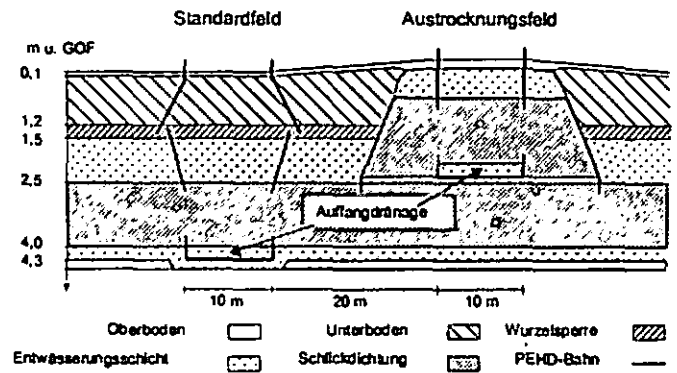 Standardfeld Austrocknungsfeld
m u. GOF
0,1
1,2
1,5
2,5
Auffangdränage
4,0
4,3
10 m 20 m 10 m
Oberboden Unterboden Wurzelsperre
Entwässerungsschicht Schlickdichtung PEHD-Bahn